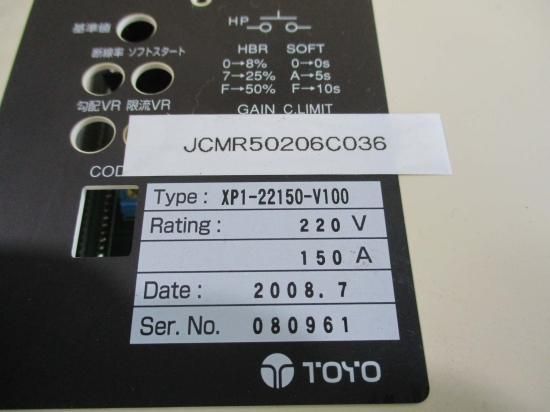 HP
基準値
断線率 ソフトスタート
HBR SOFT
0→8% 0→0s
7→25% A→5s
F→50% F→10s
勾配VR 限流VR
GAIN C.LIMIT
JCMR50206C036
COD
Type: XP1-22150-V100
Rating: 220 V
150 A
Date: 2008.7
Ser. No. 080961
TOYO